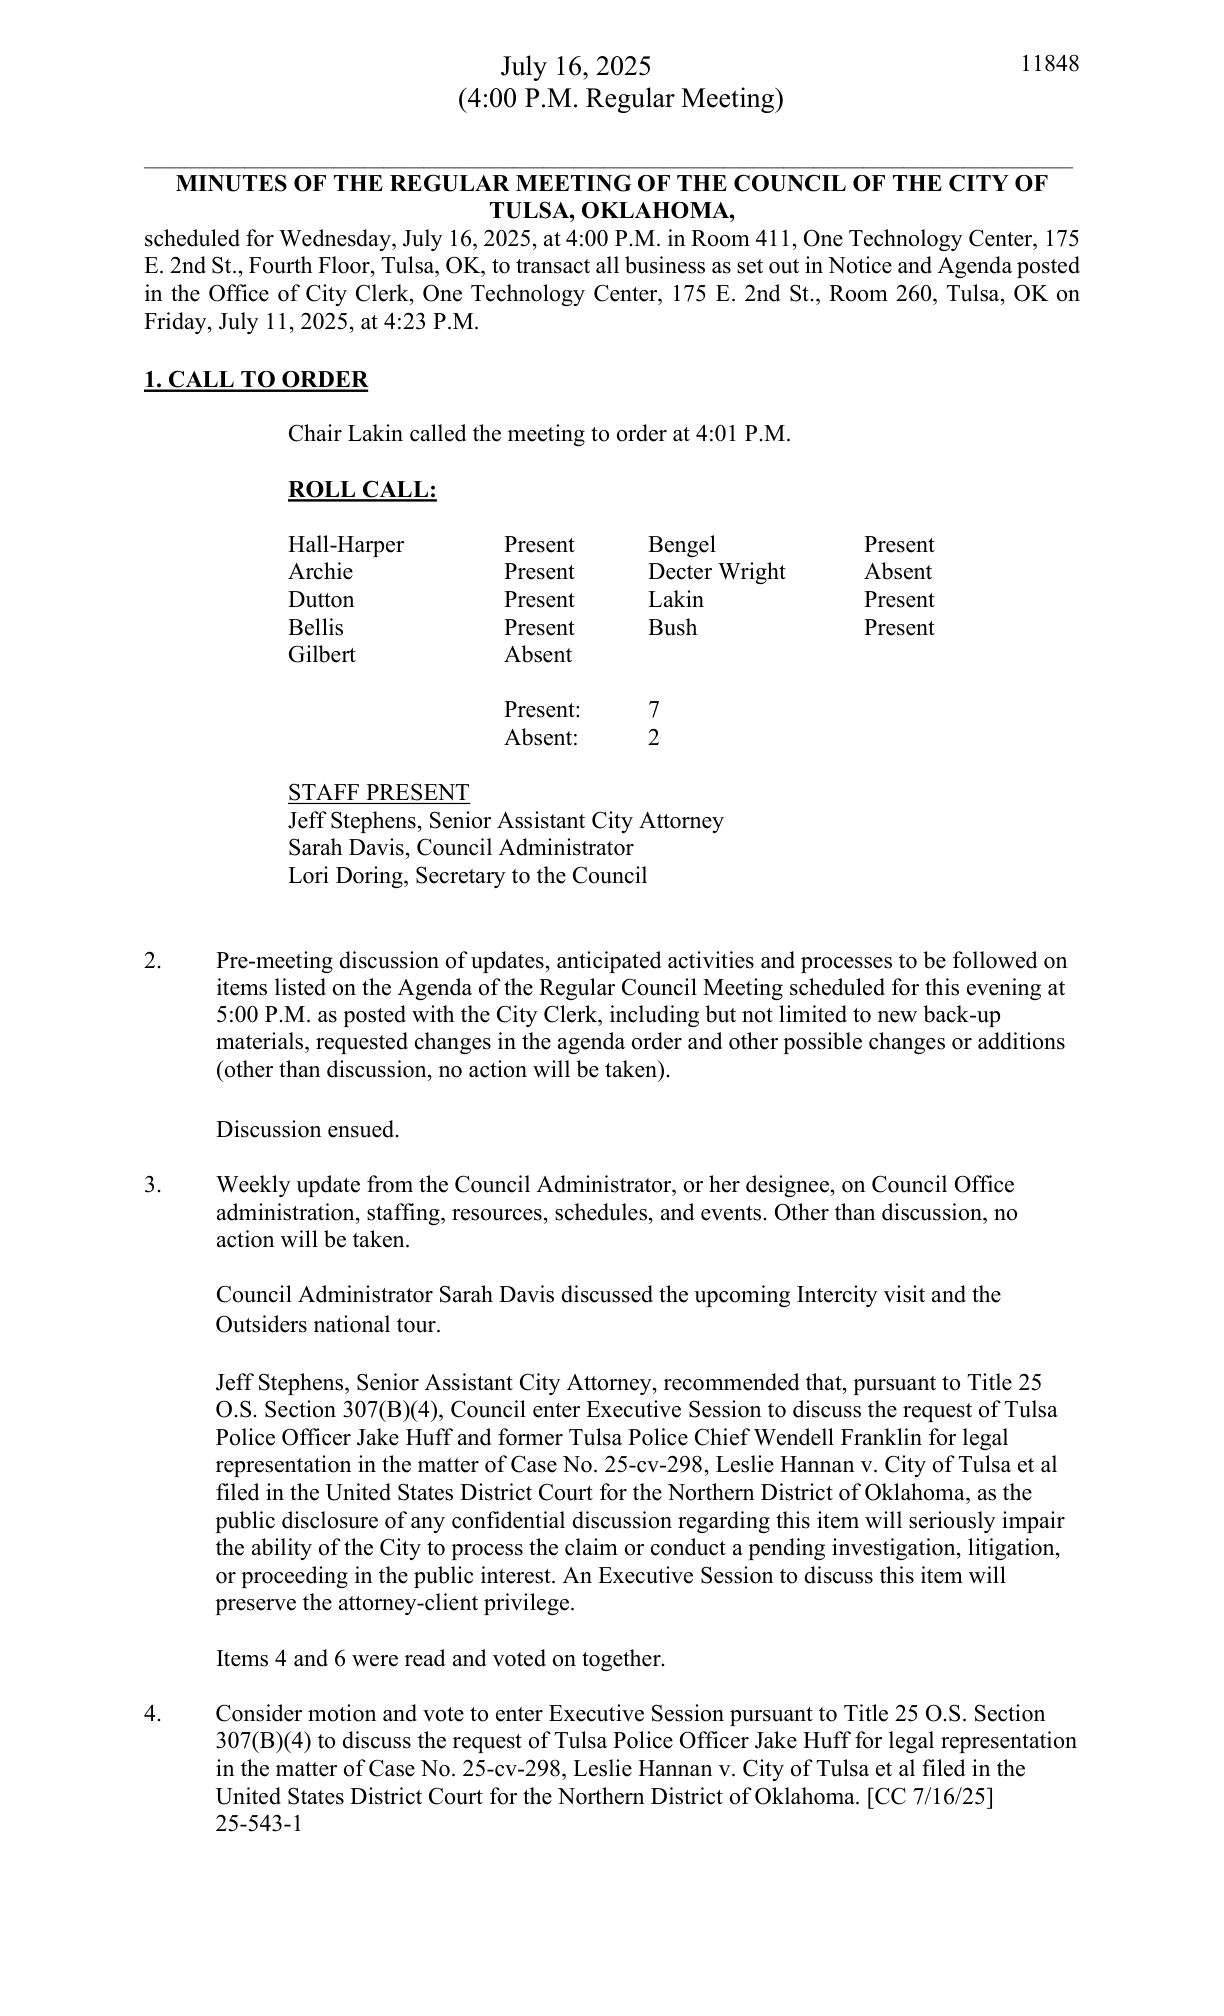 July 16, 2025 11848
(4:00 P.M. Regular Meeting)
MINUTES OF THE REGULAR MEETING OF THE COUNCIL OF THE CITY OF
TULSA, OKLAHOMA,
scheduled for Wednesday, July 16, 2025, at 4:00 P.M. in Room 411, One Technology Center, 175
E. 2nd St., Fourth Floor, Tulsa, OK, to transact all business as set out in Notice and Agenda posted
in the Office of City Clerk, One Technology Center, 175 E. 2nd St., Room 260, Tulsa, OK on
Friday, July 11, 2025, at 4:23 P.M.
1. CALL TO ORDER
Chair Lakin called the meeting to order at 4:01 P.M.
ROLL CALL:
Hall-Harper Present Bengel Present
Archie Present Decter Wright Absent
Dutton Present Lakin Present
Bellis Present Bush Present
Gilbert Absent
Present: 7
Absent: 2
STAFF PRESENT
Jeff Stephens, Senior Assistant City Attorney
Sarah Davis, Council Administrator
Lori Doring, Secretary to the Council
2. Pre-meeting discussion of updates, anticipated activities and processes to be followed on
items listed on the Agenda of the Regular Council Meeting scheduled for this evening at
5:00 P.M. as posted with the City Clerk, including but not limited to new back-up
materials, requested changes in the agenda order and other possible changes or additions
(other than discussion, no action will be taken).
Discussion ensued.
3. Weekly update from the Council Administrator, or her designee, on Council Office
administration, staffing, resources, schedules, and events. Other than discussion, no
action will be taken.
Council Administrator Sarah Davis discussed the upcoming Intercity visit and the
Outsiders national tour.
Jeff Stephens, Senior Assistant City Attorney, recommended that, pursuant to Title 25
O.S. Section 307(B)(4), Council enter Executive Session to discuss the request of Tulsa
Police Officer Jake Huff and former Tulsa Police Chief Wendell Franklin for legal
representation in the matter of Case No. 25-cv-298, Leslie Hannan v. City of Tulsa et al
filed in the United States District Court for the Northern District of Oklahoma, as the
public disclosure of any confidential discussion regarding this item will seriously impair
the ability of the City to process the claim or conduct a pending investigation, litigation,
or proceeding in the public interest. An Executive Session to discuss this item will
preserve the attorney-client privilege.
Items 4 and 6 were read and voted on together.
4. Consider motion and vote to enter Executive Session pursuant to Title 25 O.S. Section
307(B)(4) to discuss the request of Tulsa Police Officer Jake Huff for legal representation
in the matter of Case No. 25-cv-298, Leslie Hannan v. City of Tulsa et al filed in the
United States District Court for the Northern District of Oklahoma. [CC 7/16/25]
25-543-1